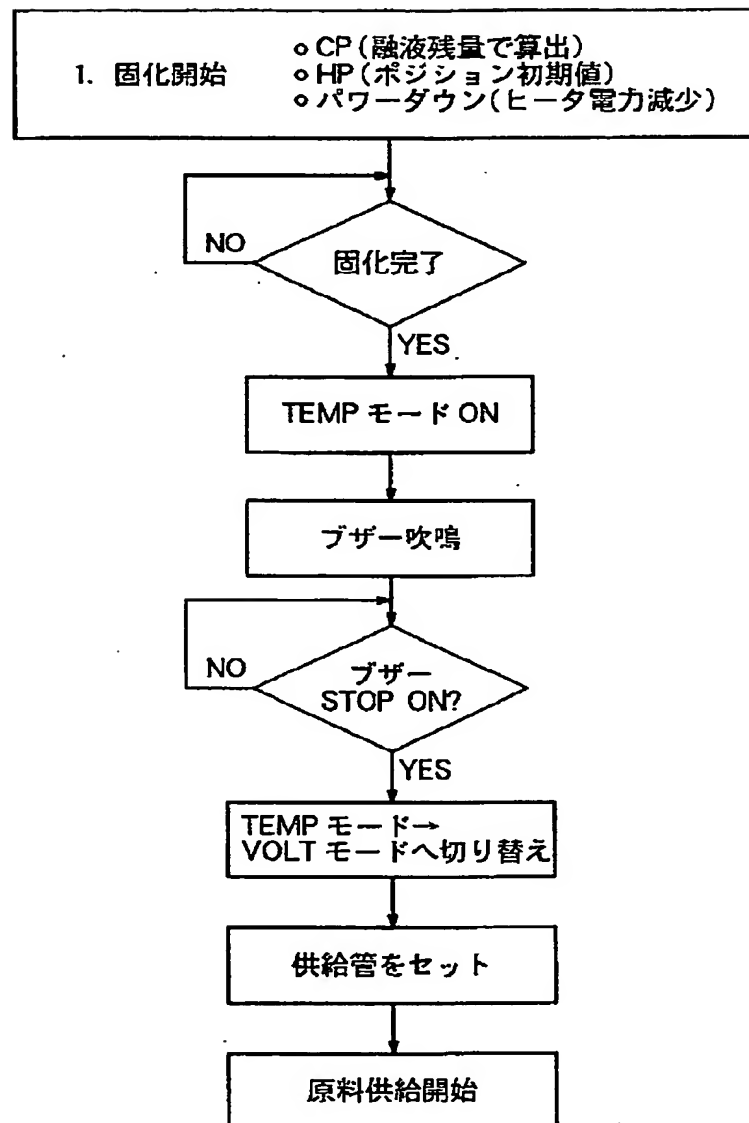 1. 固化開始
○ CP(融液残量で算出)
○ HP(ポジション初期値)
○ パワーダウン(ヒータ電力減少)
NO
固化完了
YES
TEMP モード ON
ブザー吹鳴
NO
ブザー
STOP ON?
YES
TEMP モード→
VOLT モードへ切り替え
供給管をセット
原料供給開始